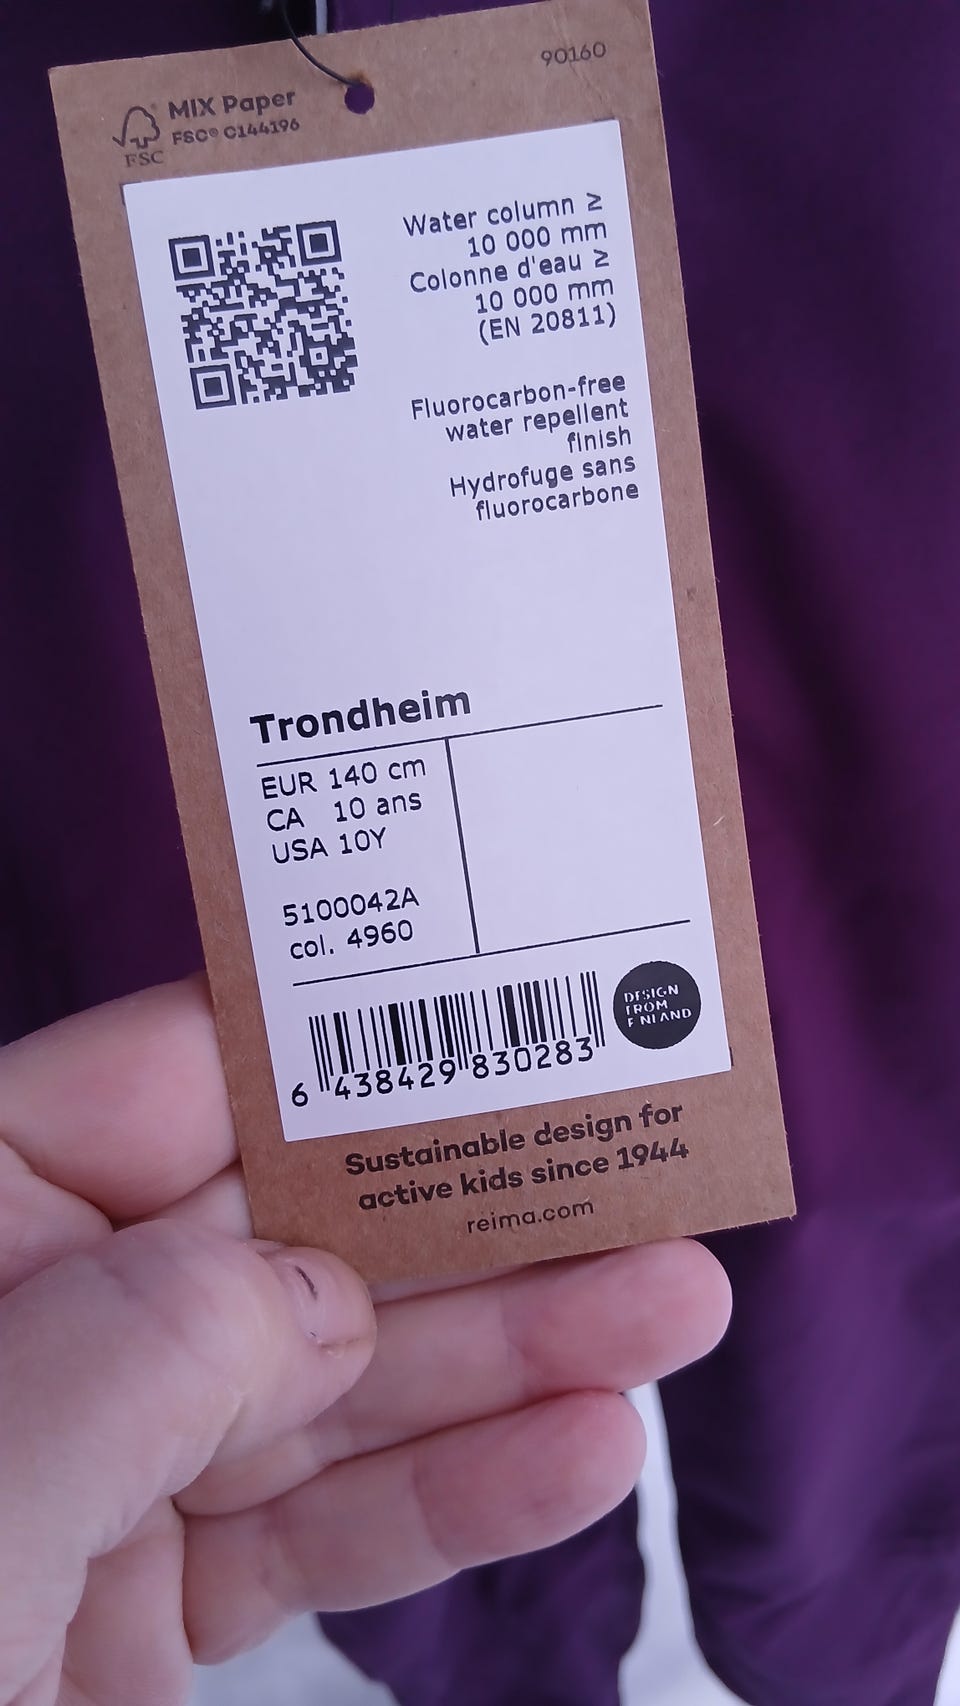 90160
MIX Paper
FSC® C144196
FSC
Water column ≥
10 000 mm
Colonne d'eau ≥
10 000 mm
(EN 20811)
Fluorocarbon-free
water repellent
finish
Hydrofuge sans
fluorocarbone
Trondheim
EUR 140 cm
CA 10 ans
USA 10Y
5100042A
col. 4960
6 438429 830283
DESIGN
FROM
FINLAND
Sustainable design for
active kids since 1944
reima.com